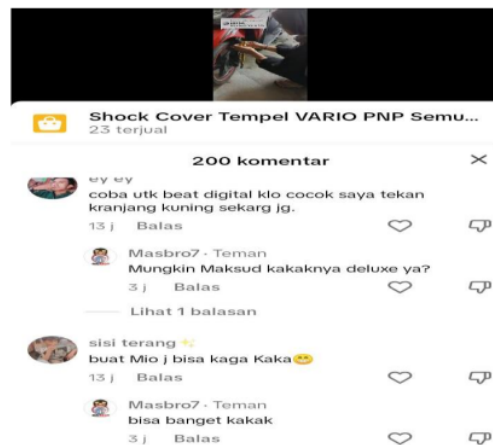 Shock Cover Tempel VARIO PNP Semu...
23 terjual
200 komentar
ey ey
coba utk beat digital klo cocok saya tekan
kranjang kuning sekarg jg.
13 j Balas
Masbro7 · Teman
Mungkin Maksud kakaknya deluxe ya?
3 j Balas
Lihat 1 balasan
sisi terang ✨
buat Mio j bisa kaga Kaka😁
13 j Balas
Masbro7 · Teman
bisa banget kakak
3 j Balas